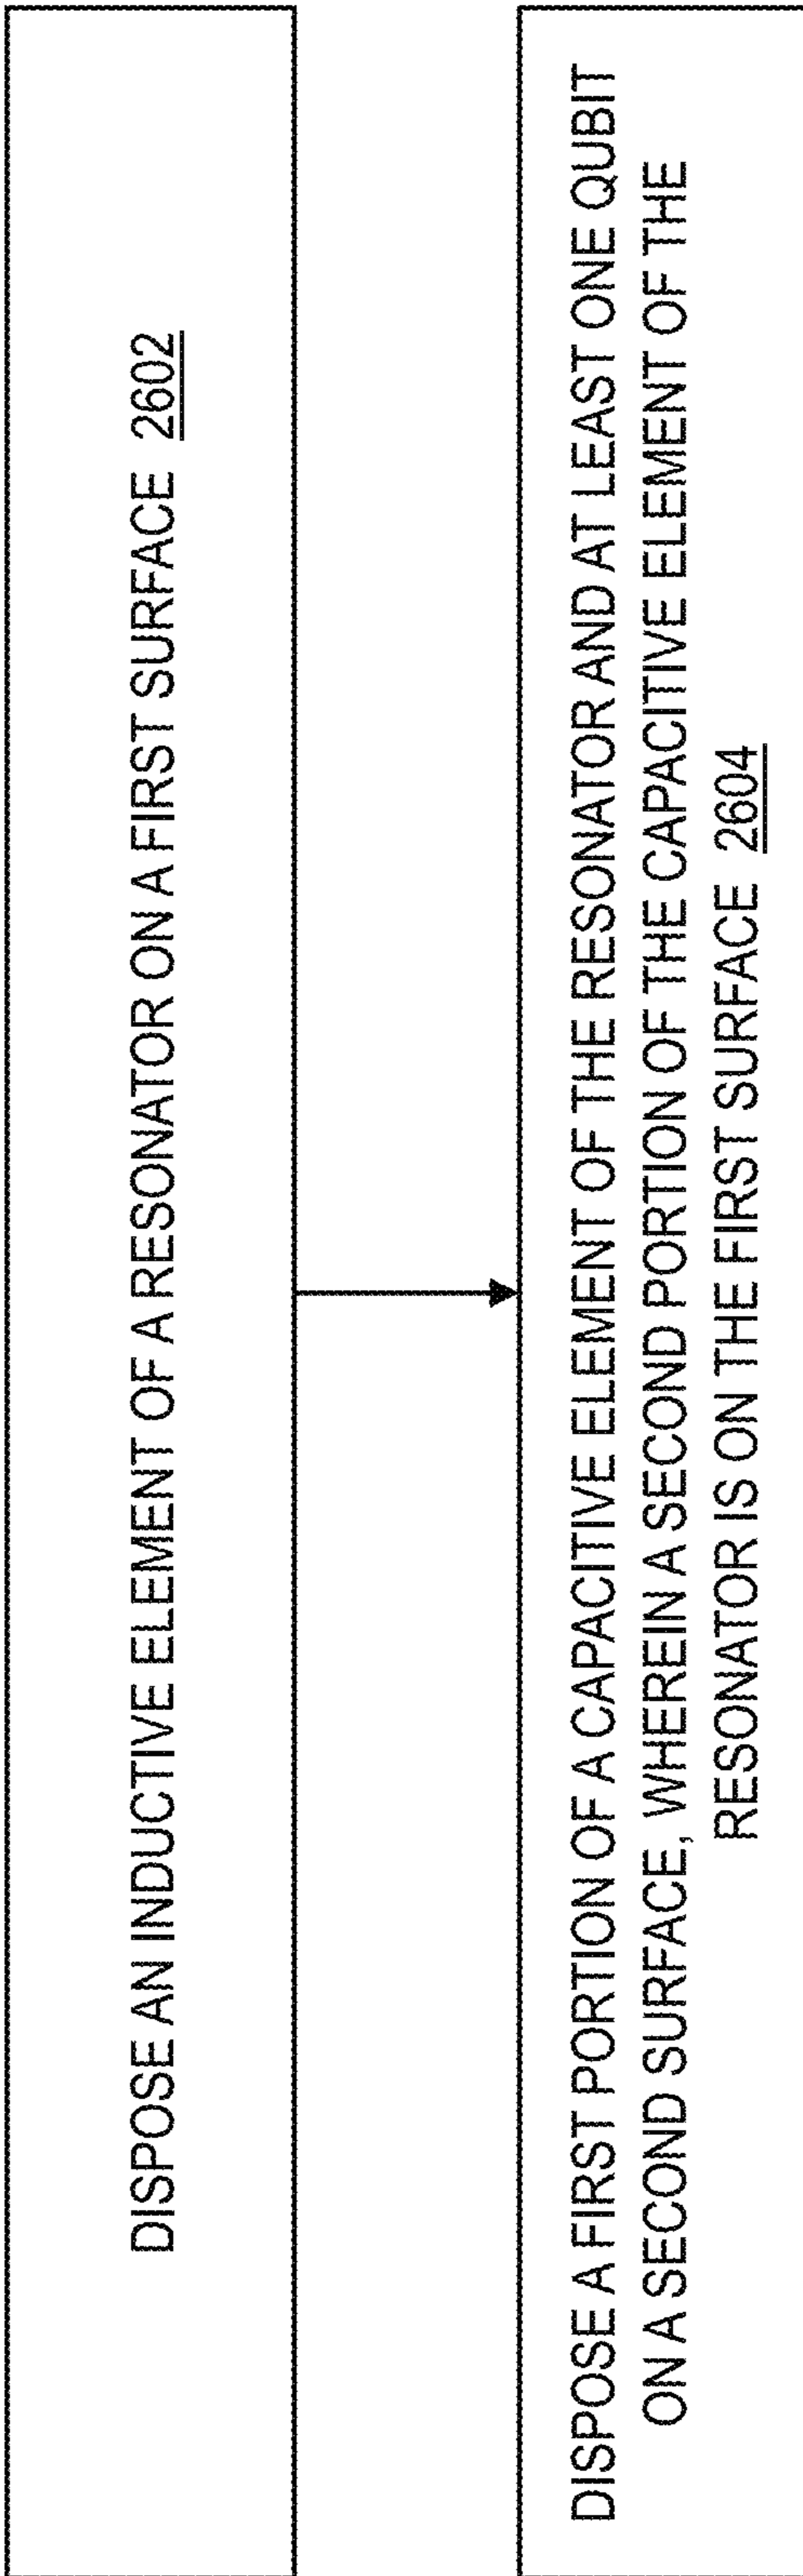 DISPOSE AN INDUCTIVE ELEMENT OF A RESONATOR ON A FIRST SURFACE 2602
DISPOSE A FIRST PORTION OF A CAPACITIVE ELEMENT OF THE RESONATOR AND AT LEAST ONE QUBIT
ON A SECOND SURFACE, WHEREIN A SECOND PORTION OF THE CAPACITIVE ELEMENT OF THE
RESONATOR IS ON THE FIRST SURFACE 2604